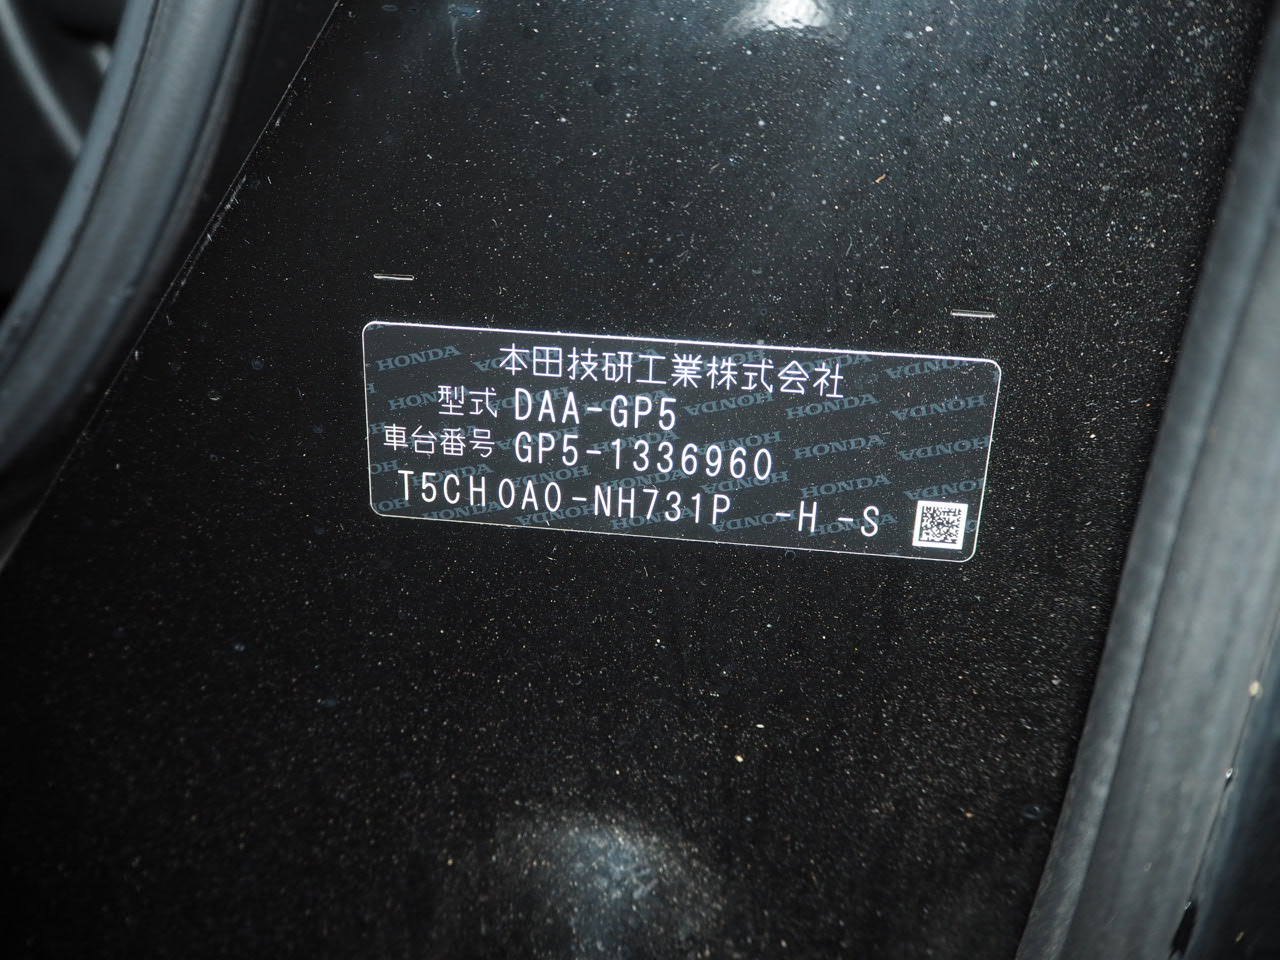 本田技研工業株式会社
型式 DAA-GP5
車台番号 GP5-1336960
T5CH0A0-NH731P -H -S
HONDA